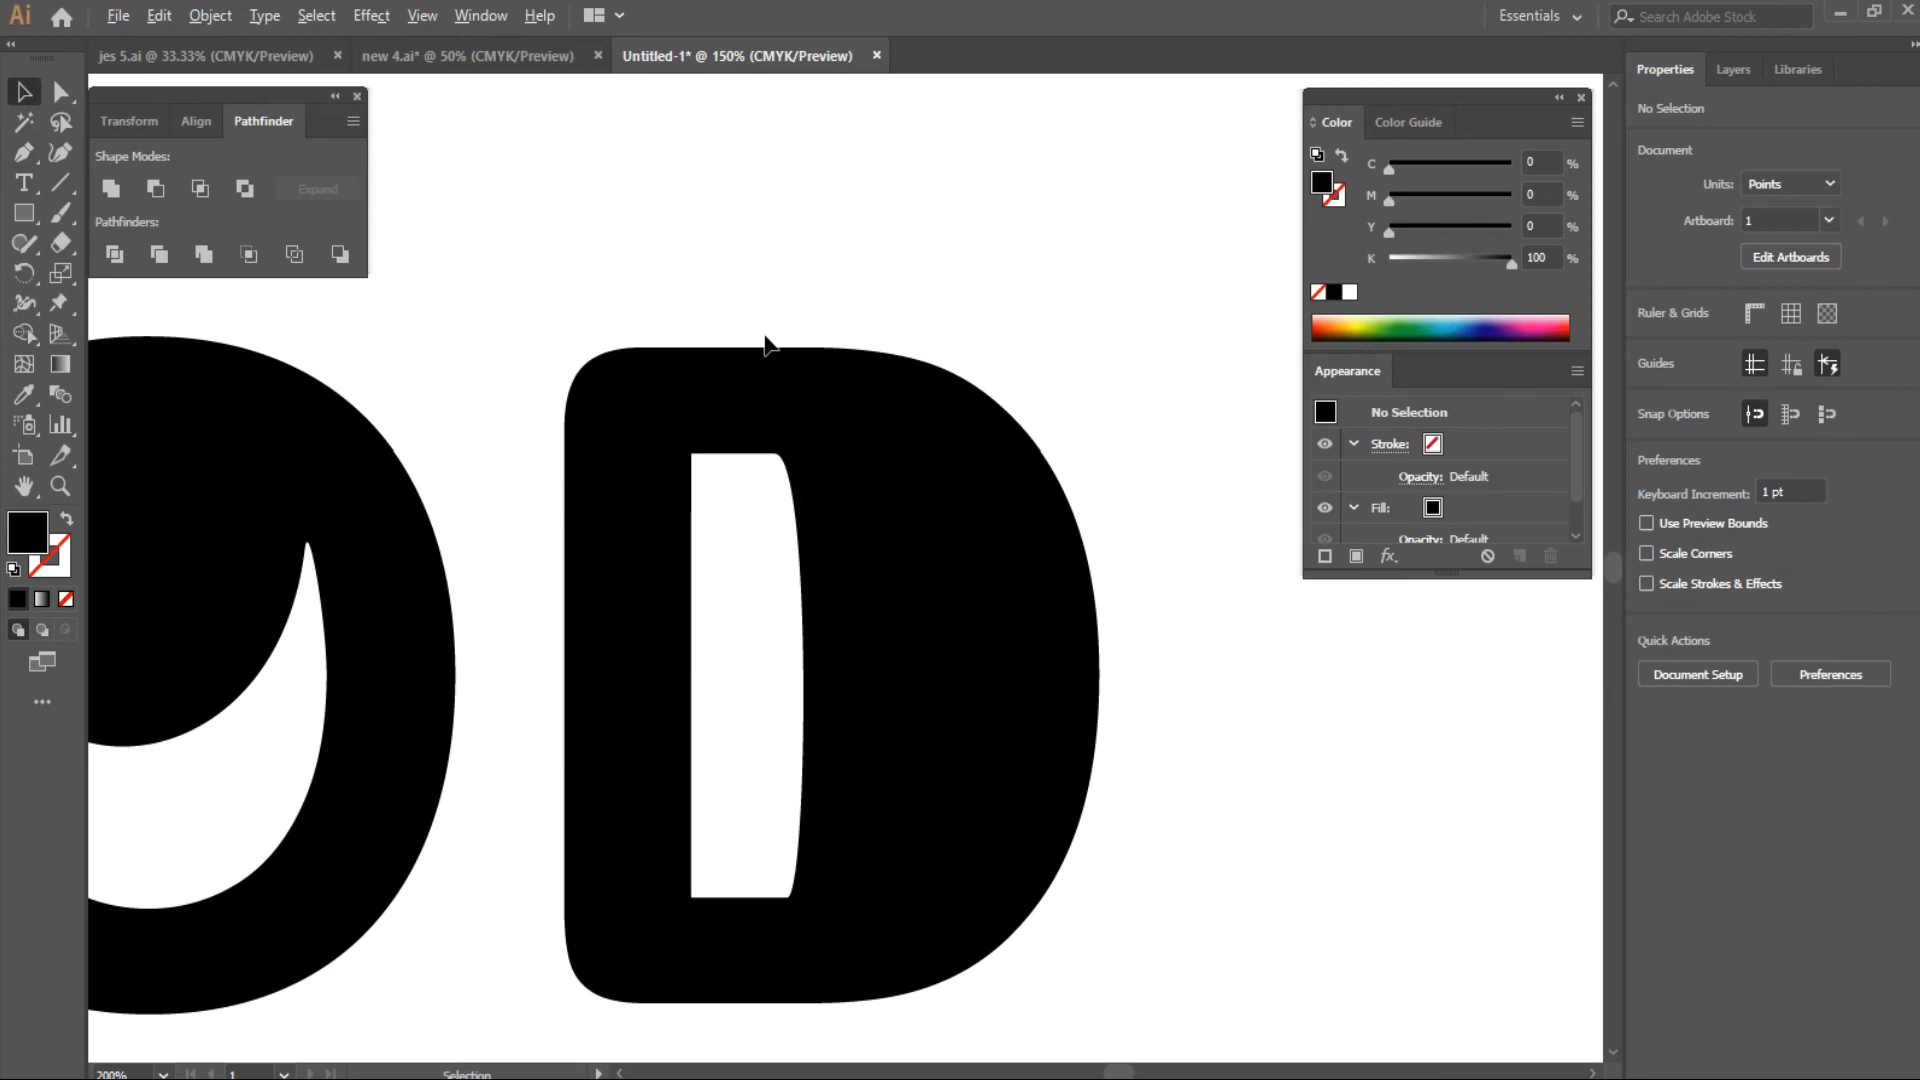 Ai File Edit Object Type Select Effect View Window Help Essentials Search Adobe Stock
jes 5.ai @ 33.33% (CMYK/Preview) × new 4.ai* @ 50% (CMYK/Preview) × Untitled-1* @ 150% (CMYK/Preview) ×
Transform Align Pathfinder
Shape Modes:
Expand
Pathfinders:
D
Color Color Guide
C 0 %
M 0 %
Y 0 %
K 100 %
Appearance
No Selection
Stroke:
Opacity: Default
Fill:
Opacity: Default
fx.
Properties Layers Libraries
No Selection
Document
Units: Points
Artboard: 1
Edit Artboards
Ruler & Grids
Guides
Snap Options
Preferences
Keyboard Increment: 1 pt
Use Preview Bounds
Scale Corners
Scale Strokes & Effects
Quick Actions
Document Setup Preferences
200% 1 Selection